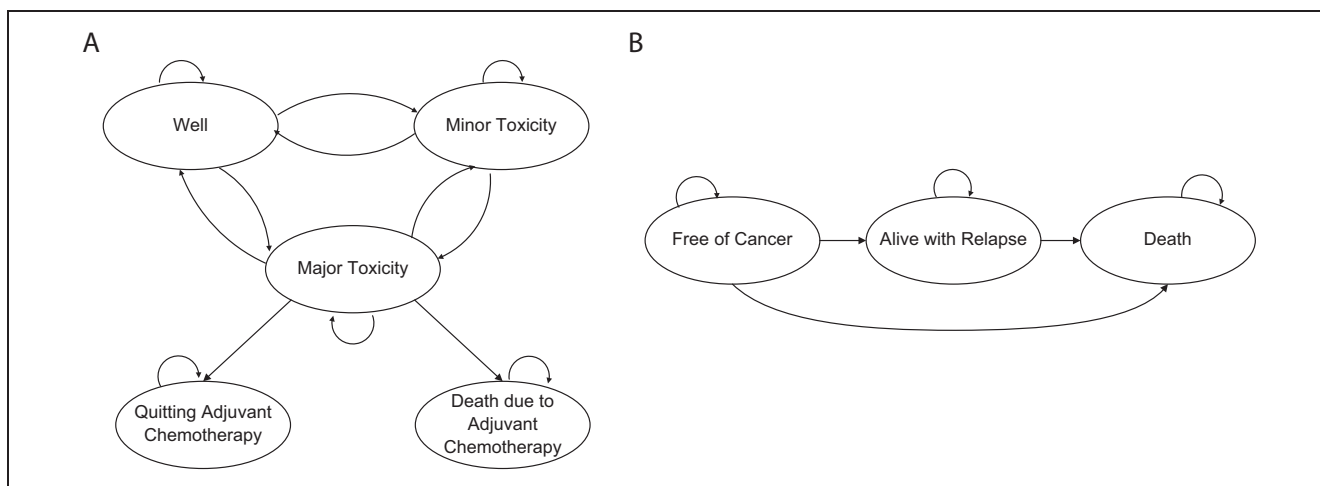 A
Well
Minor Toxicity
Major Toxicity
Quitting Adjuvant
Chemotherapy
Death due to
Adjuvant
Chemotherapy
B
Free of Cancer
Alive with Relapse
Death